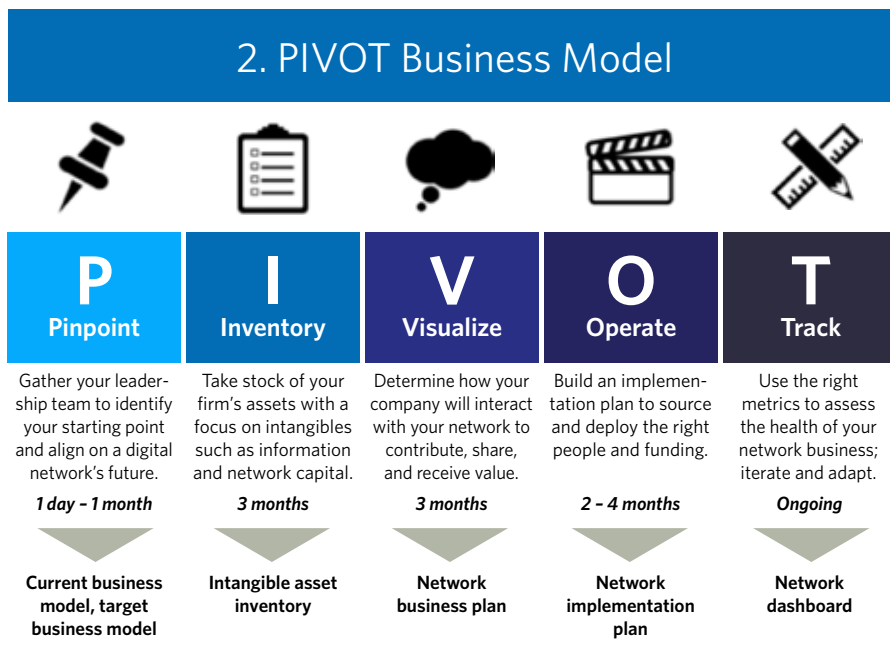 2. PIVOT Business Model
P
Pinpoint
Gather your leader-
ship team to identify
your starting point
and align on a digital
network's future.
1 day – 1 month
Current business
model, target
business model
I
Inventory
Take stock of your
firm's assets with a
focus on intangibles
such as information
and network capital.
3 months
Intangible asset
inventory
V
Visualize
Determine how your
company will interact
with your network to
contribute, share,
and receive value.
3 months
Network
business plan
O
Operate
Build an implemen-
tation plan to source
and deploy the right
people and funding.
2 – 4 months
Network
implementation
plan
T
Track
Use the right
metrics to assess
the health of your
network business;
iterate and adapt.
Ongoing
Network
dashboard